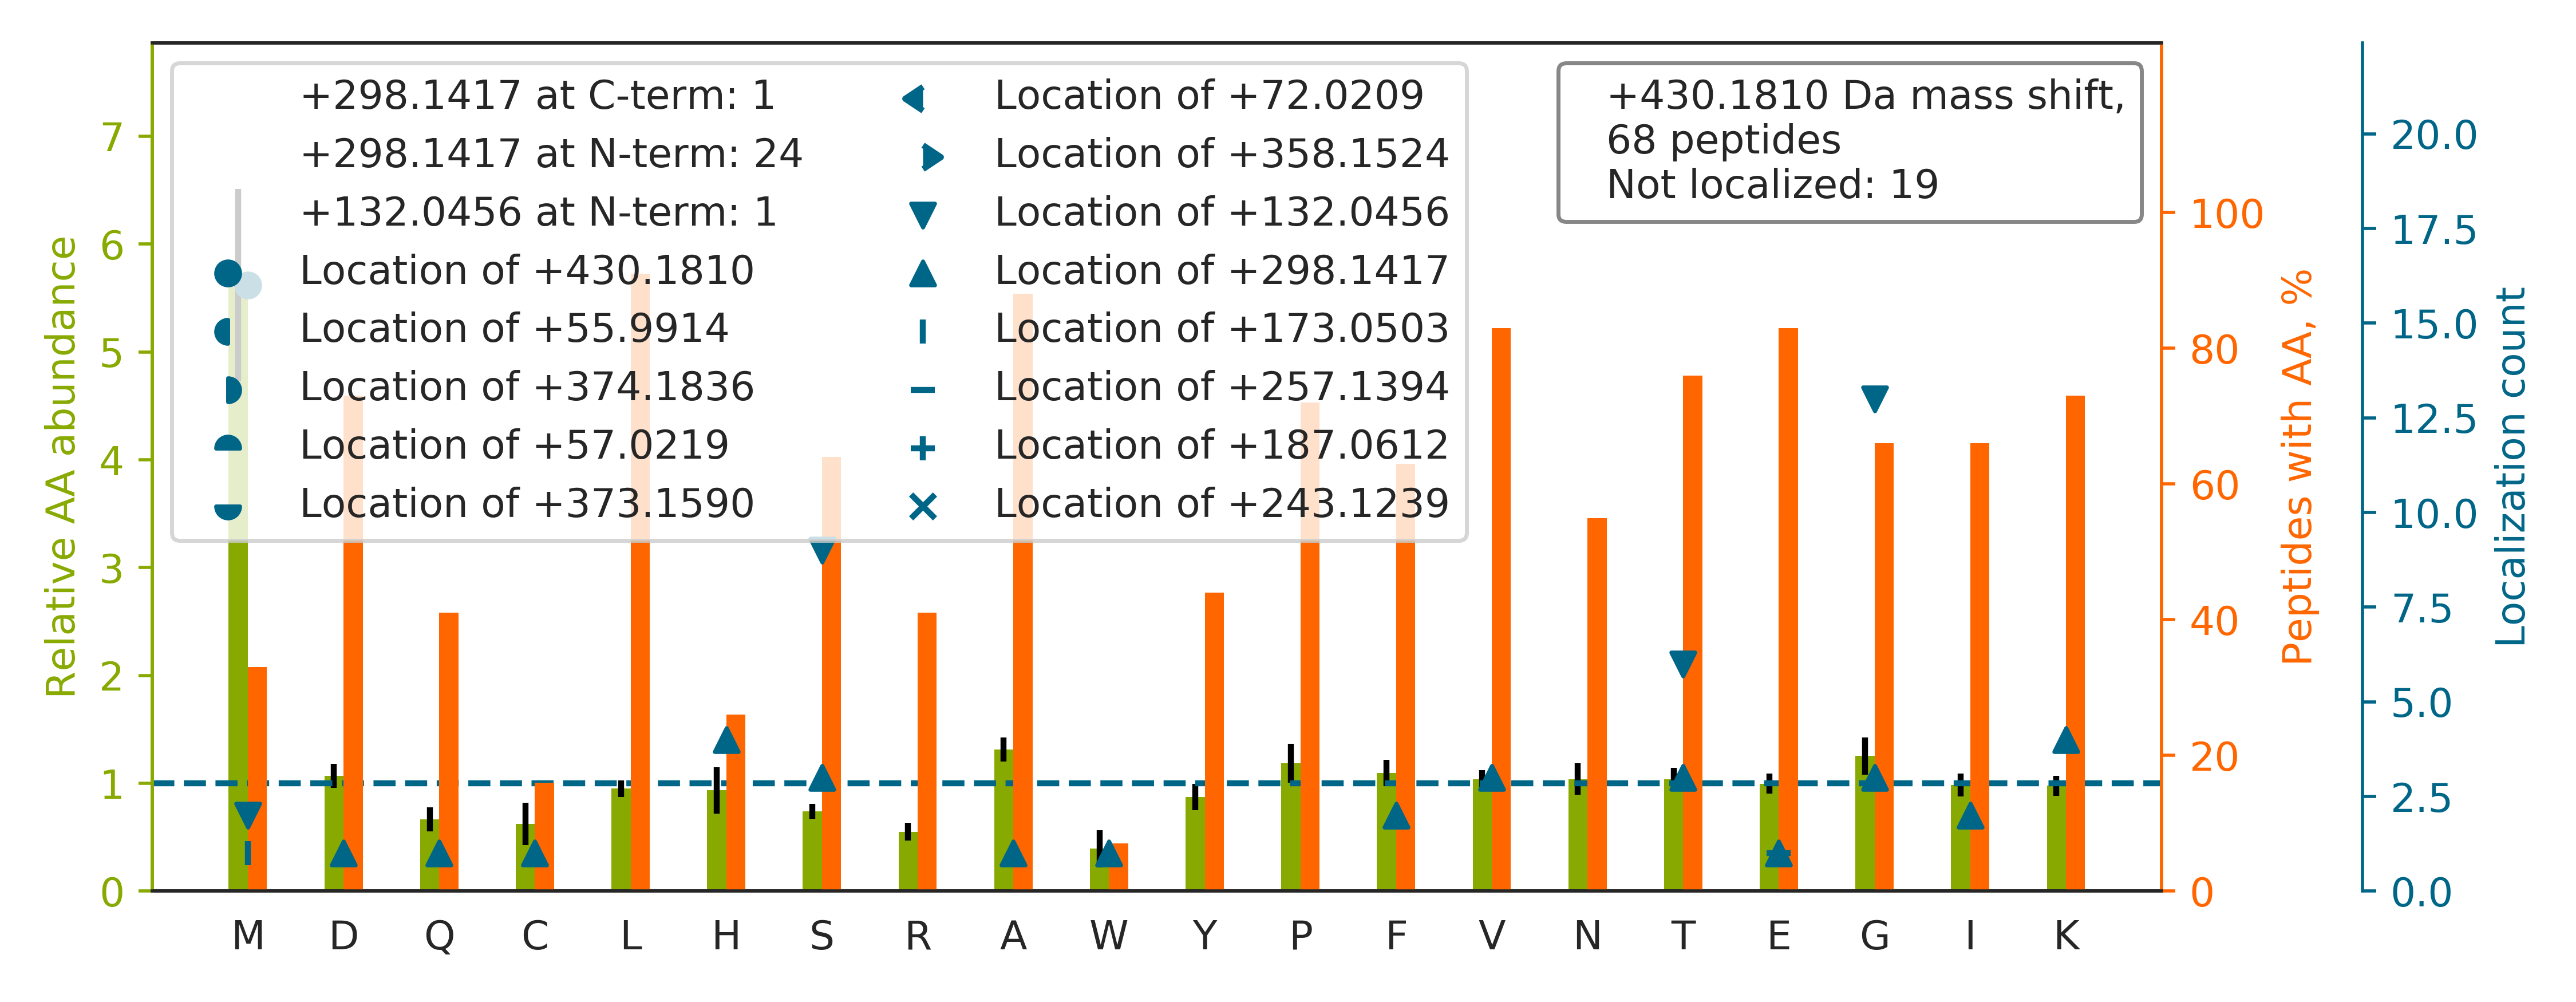 +298.1417 at C-term: 1
+298.1417 at N-term: 24
+132.0456 at N-term: 1
Location of +430.1810
Location of +55.9914
Location of +374.1836
Location of +57.0219
Location of +373.1590
Location of +72.0209
Location of +358.1524
Location of +132.0456
Location of +298.1417
Location of +173.0503
Location of +257.1394
Location of +187.0612
Location of +243.1239
+430.1810 Da mass shift,
68 peptides
Not localized: 19
Relative AA abundance
7
6
5
4
3
2
1
0
M D Q C L H S R A W Y P F V N T E G I K
100
80
60
40
20
0
Peptides with AA, %
20.0
17.5
15.0
12.5
10.0
7.5
5.0
2.5
0.0
Localization count